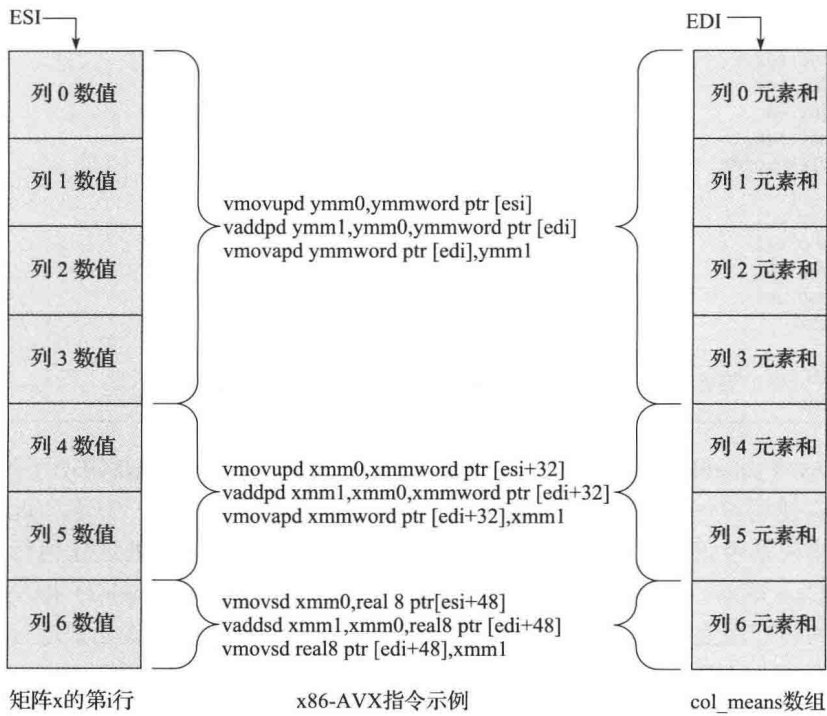 ESI
EDI
列 0 数值
列 1 数值
列 2 数值
列 3 数值
列 4 数值
列 5 数值
列 6 数值
vmovupd ymm0,ymmword ptr [esi]
vaddpd ymm1,ymm0,ymmword ptr [edi]
vmovapd ymmword ptr [edi],ymm1
vmovupd xmm0,xmmword ptr [esi+32]
vaddpd xmm1,xmm0,xmmword ptr [edi+32]
vmovapd xmmword ptr [edi+32],xmm1
vmovsd xmm0,real 8 ptr[esi+48]
vaddsd xmm1,xmm0,real8 ptr [edi+48]
vmovsd real8 ptr [edi+48],xmm1
列 0 元素和
列 1 元素和
列 2 元素和
列 3 元素和
列 4 元素和
列 5 元素和
列 6 元素和
矩阵x的第i行
x86-AVX指令示例
col_means数组